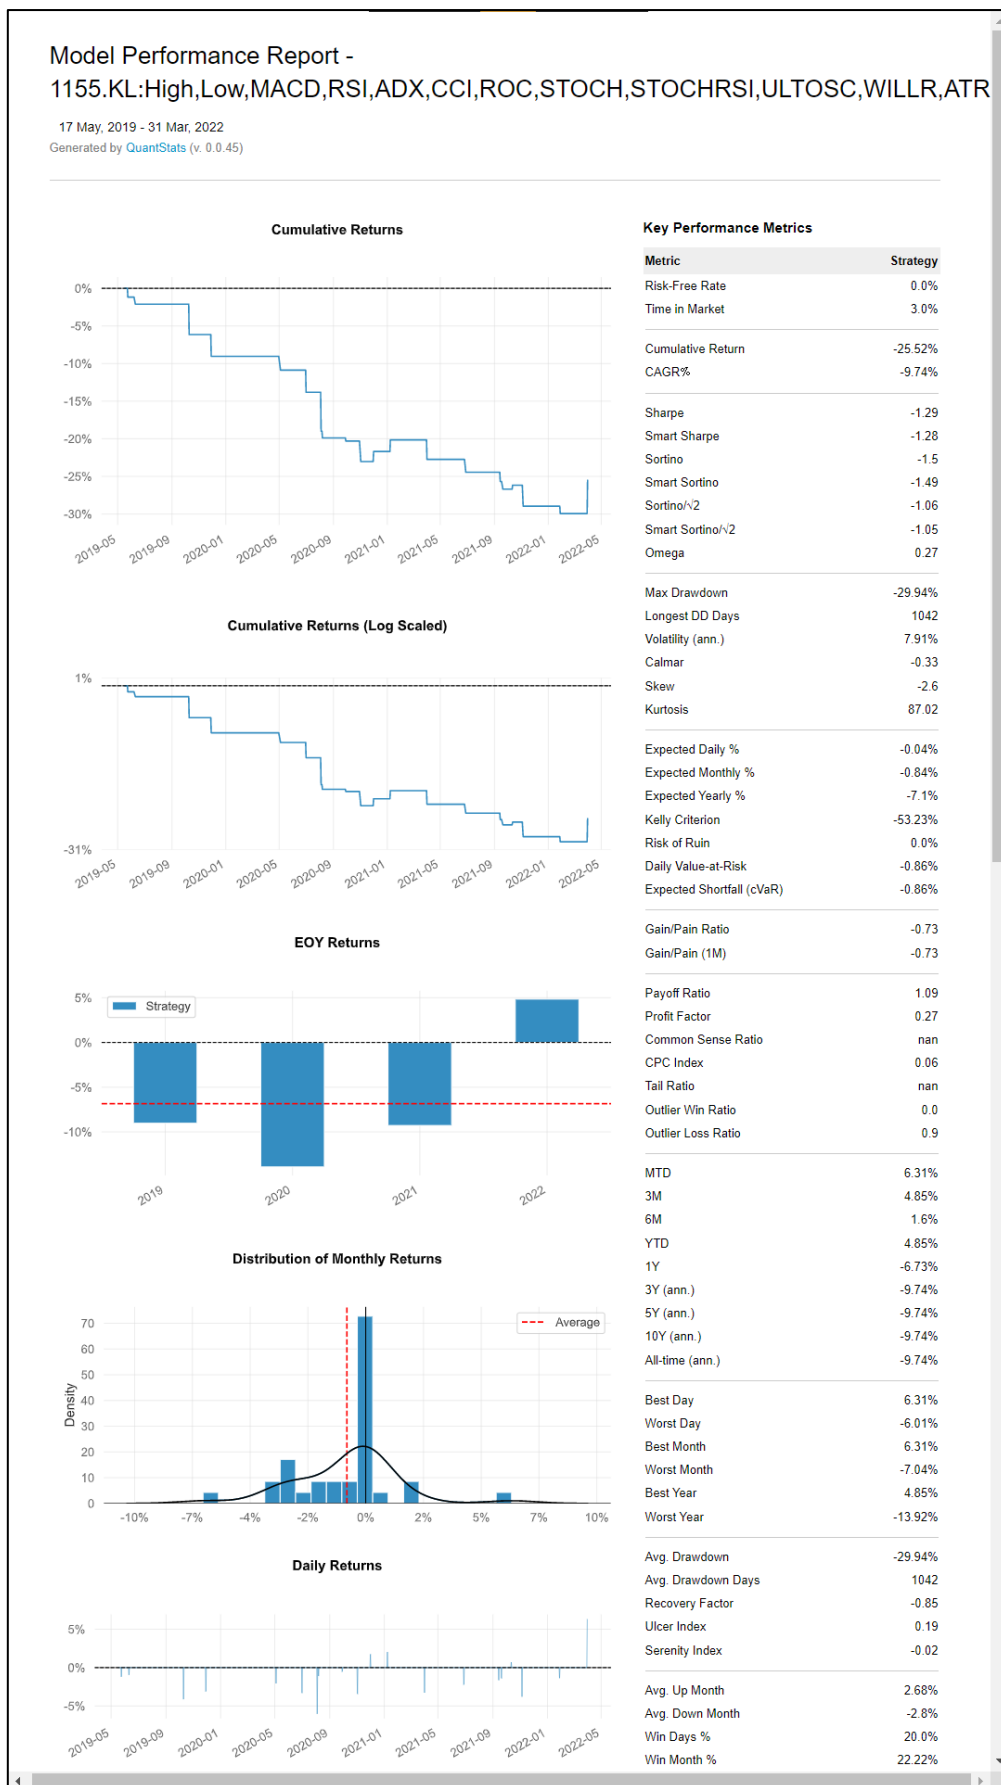 Model Performance Report -
1155.KL:High,Low,MACD,RSI,ADX,CCI,ROC,STOCH,STOCHRSI,ULTOSC,WILLR,ATR
17 May, 2019 - 31 Mar, 2022
Generated by QuantStats (v. 0.0.45)
Cumulative Returns
0%
-5%
-10%
-15%
-20%
-25%
-30%
2019-05 2019-09 2020-01 2020-05 2020-09 2021-01 2021-05 2021-09 2022-01 2022-05
Cumulative Returns (Log Scaled)
1%
-31%
2019-05 2019-09 2020-01 2020-05 2020-09 2021-01 2021-05 2021-09 2022-01 2022-05
EOY Returns
Strategy
5%
0%
-5%
-10%
2019 2020 2021 2022
Distribution of Monthly Returns
Average
Density
70
60
50
40
30
20
10
0
-10% -7% -4% -2% 0% 2% 5% 7% 10%
Daily Returns
5%
0%
-5%
2019-05 2019-09 2020-01 2020-05 2020-09 2021-01 2021-05 2021-09 2022-01 2022-05
Key Performance Metrics
Metric Strategy
Risk-Free Rate 0.0%
Time in Market 3.0%
Cumulative Return -25.52%
CAGR% -9.74%
Sharpe -1.29
Smart Sharpe -1.28
Sortino -1.5
Smart Sortino -1.49
Sortino/√2 -1.06
Smart Sortino/√2 -1.05
Omega 0.27
Max Drawdown -29.94%
Longest DD Days 1042
Volatility (ann.) 7.91%
Calmar -0.33
Skew -2.6
Kurtosis 87.02
Expected Daily % -0.04%
Expected Monthly % -0.84%
Expected Yearly % -7.1%
Kelly Criterion -53.23%
Risk of Ruin 0.0%
Daily Value-at-Risk -0.86%
Expected Shortfall (cVaR) -0.86%
Gain/Pain Ratio -0.73
Gain/Pain (1M) -0.73
Payoff Ratio 1.09
Profit Factor 0.27
Common Sense Ratio nan
CPC Index 0.06
Tail Ratio nan
Outlier Win Ratio 0.0
Outlier Loss Ratio 0.9
MTD 6.31%
3M 4.85%
6M 1.6%
YTD 4.85%
1Y -6.73%
3Y (ann.) -9.74%
5Y (ann.) -9.74%
10Y (ann.) -9.74%
All-time (ann.) -9.74%
Best Day 6.31%
Worst Day -6.01%
Best Month 6.31%
Worst Month -7.04%
Best Year 4.85%
Worst Year -13.92%
Avg. Drawdown -29.94%
Avg. Drawdown Days 1042
Recovery Factor -0.85
Ulcer Index 0.19
Serenity Index -0.02
Avg. Up Month 2.68%
Avg. Down Month -2.8%
Win Days % 20.0%
Win Month % 22.22%